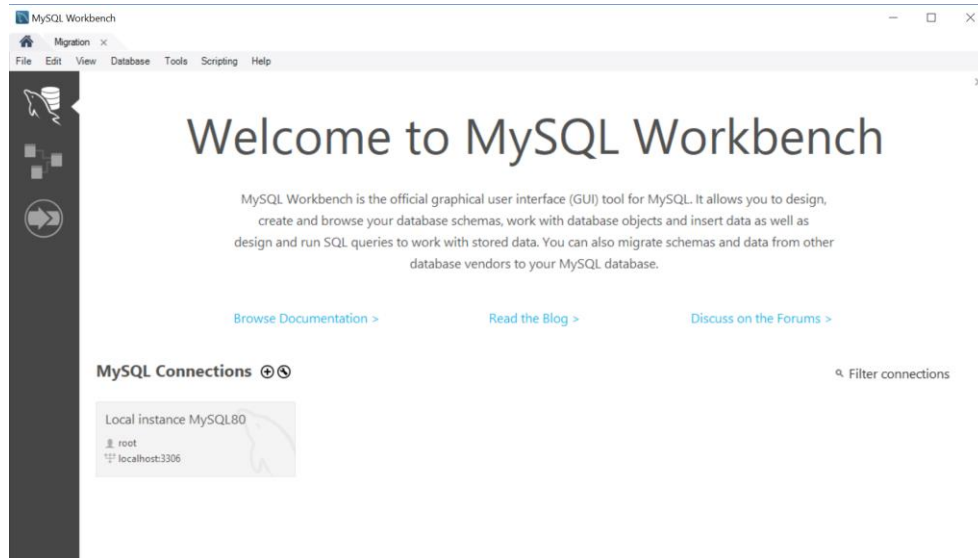 MySQL Workbench
Migration
File Edit View Database Tools Scripting Help
Welcome to MySQL Workbench
MySQL Workbench is the official graphical user interface (GUI) tool for MySQL. It allows you to design,
create and browse your database schemas, work with database objects and insert data as well as
design and run SQL queries to work with stored data. You can also migrate schemas and data from other
database vendors to your MySQL database.
Browse Documentation > Read the Blog > Discuss on the Forums >
MySQL Connections Filter connections
Local instance MySQL80
root
localhost:3306